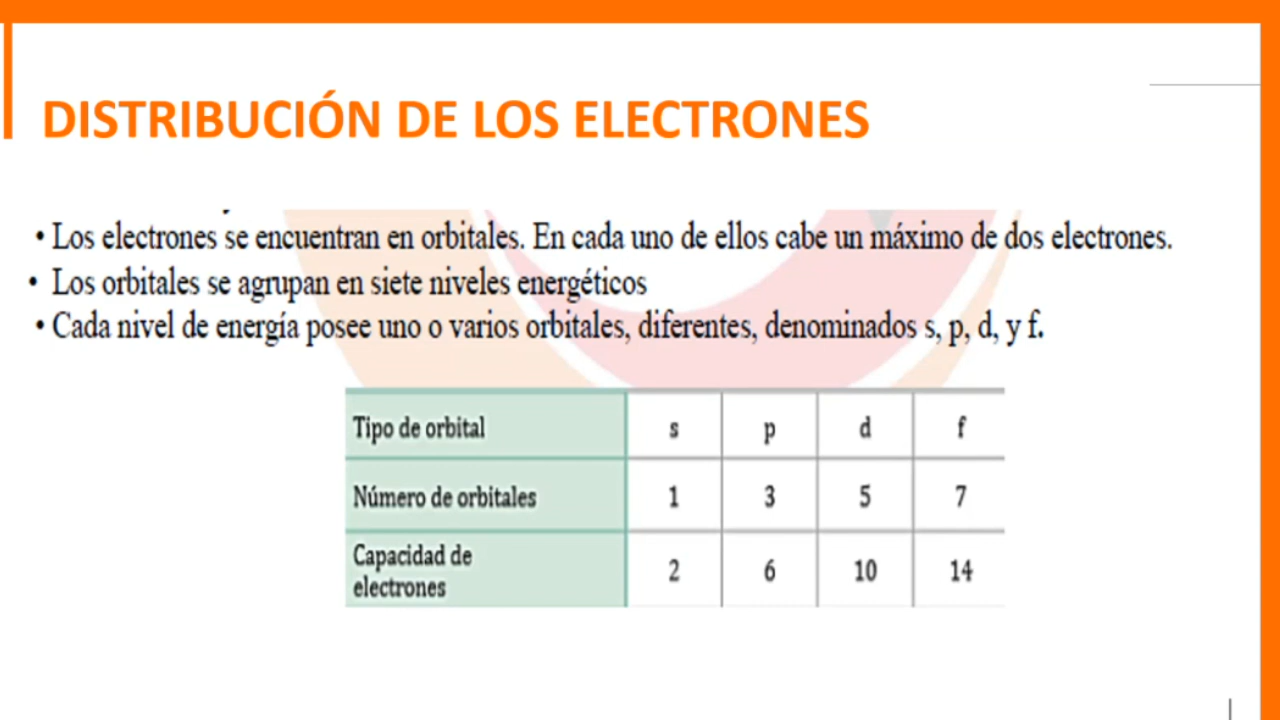 DISTRIBUCIÓN DE LOS ELECTRONES
• Los electrones se encuentran en orbitales. En cada uno de ellos cabe un máximo de dos electrones.
• Los orbitales se agrupan en siete niveles energéticos
• Cada nivel de energía posee uno o varios orbitales, diferentes, denominados s, p, d, y f.
Tipo de orbital s p d f
Número de orbitales 1 3 5 7
Capacidad de
electrones 2 6 10 14